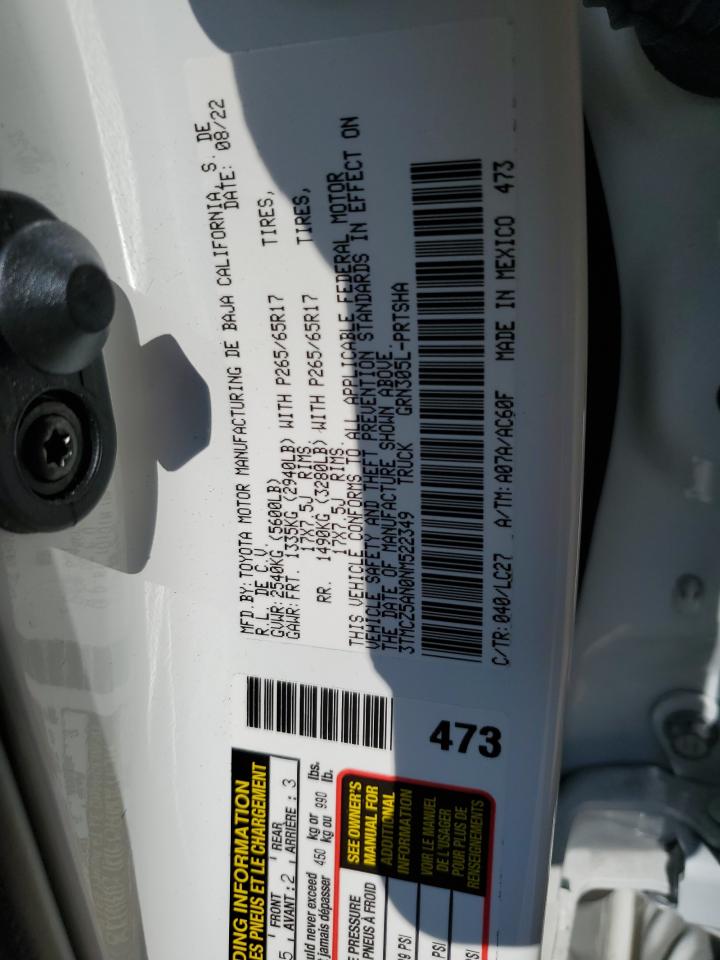 MFD.BY:TOYOTA MOTOR MANUFACTURING DE BAJA CALIFORNIA, S. DE
R.L. DE C.V. DATE: 08/22
GVWR: 2540KG (5600LB)
GAWR:FRT. 1335KG (2940LB) WITH P265/65R17 TIRES,
17X7.5J RIMS
RR. 1490KG (3280LB) WITH P265/65R17 TIRES,
17X7.5J RIMS
THIS VEHICLE CONFORMS TO ALL APPLICABLE FEDERAL MOTOR
VEHICLE SAFETY AND THEFT PREVENTION STANDARDS IN EFFECT ON
THE DATE OF MANUFACTURE SHOWN ABOVE.
3TMCZ5AN0NM522349 TRUCK GRN305L-PRTSHA
C/TR:040/LC27 A/TM:A07A/AC60F MADE IN MEXICO 473
473
DING INFORMATION
ES PNEUS ET LE CHARGEMENT
5 FRONT AVANT : 2 REAR ARRIÈRE : 3
uld never exceed 450 kg or 990 lbs.
t jamais dépasser kg ou lb.
E PRESSURE
PNEUS À FROID
SEE OWNER'S
MANUAL FOR
ADDITIONAL
INFORMATION
VOIR LE MANUEL
DE L'USAGER
POUR PLUS DE
RENSEIGNEMENTS
PSI
PSI